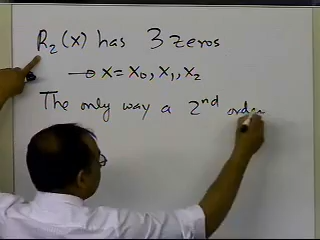 R₂(x) has 3 zeros
→ x = x₀, x₁, x₂
The only way a 2ⁿᵈ order